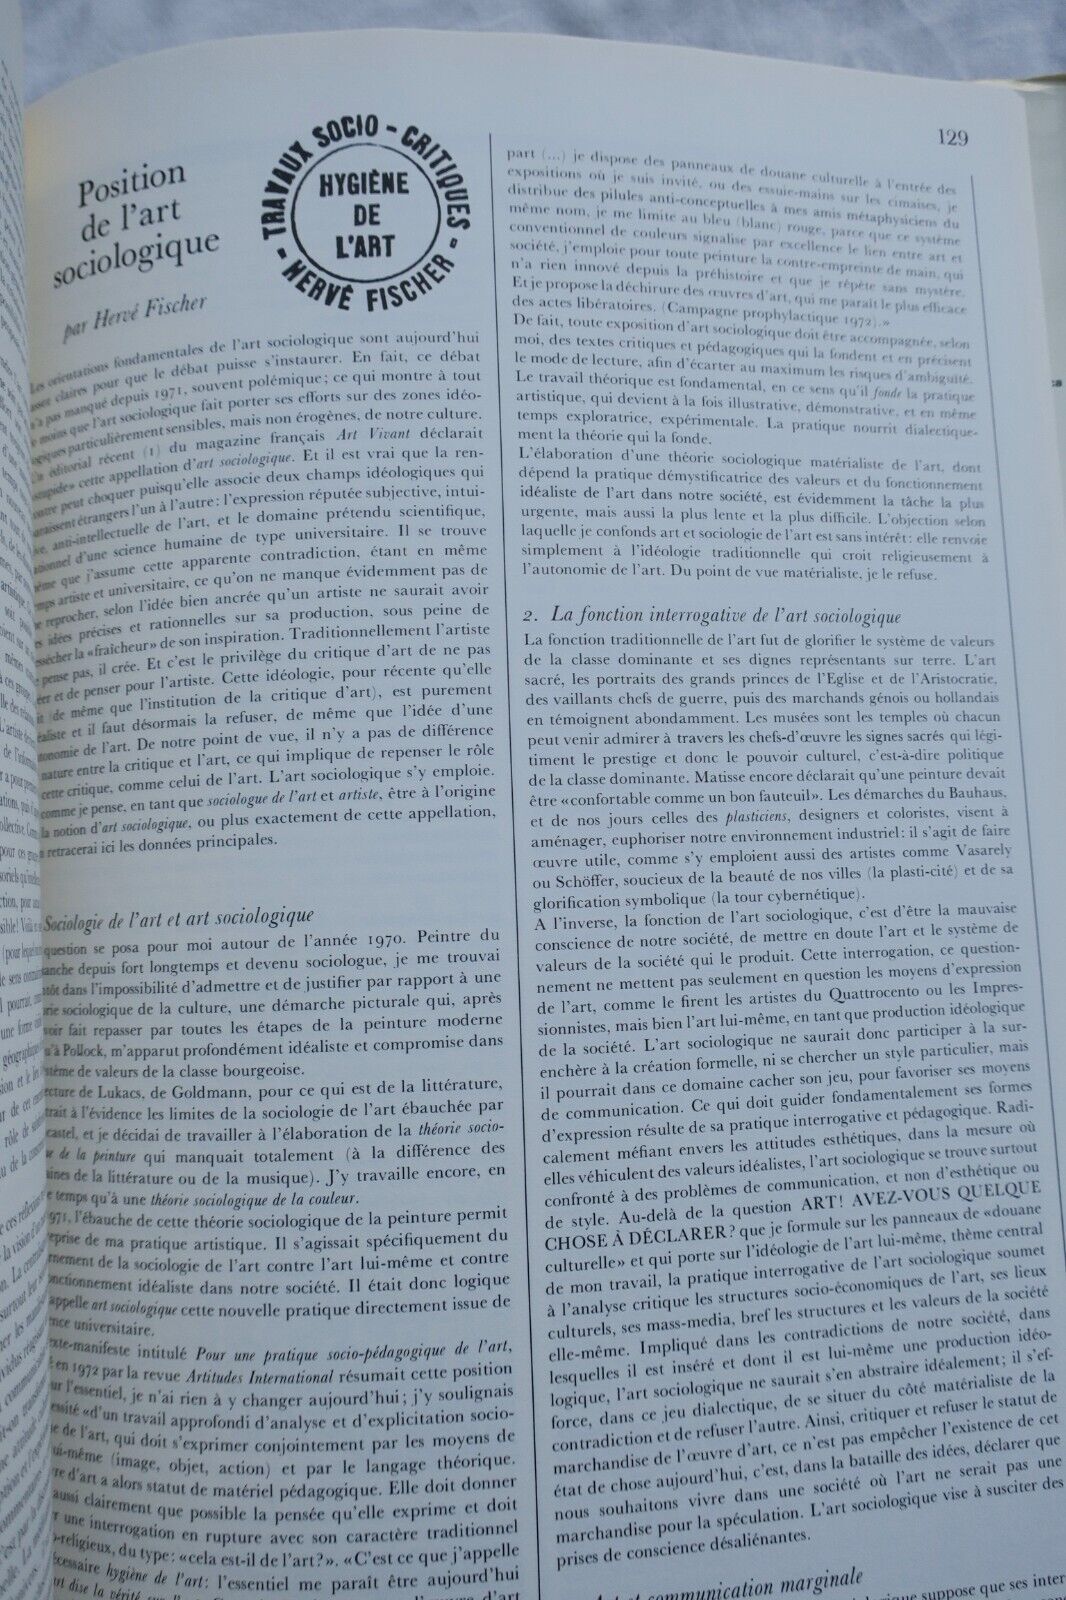 129
Position
de l'art
sociologique
par Hervé Fischer
- TRAVAUX SOCIO - CRITIQUES -
HERVÉ FISCHER
HYGIÈNE
DE
L'ART
Les orientations fondamentales de l'art sociologique sont aujourd'hui
assez claires pour que le débat puisse s'instaurer. En fait, ce débat
n'a pas manqué depuis 1971, souvent polémique; ce qui montre à tout
moins que l'art sociologique fait porter ses efforts sur des zones idéo-
logiques particulièrement sensibles, mais non érogènes, de notre culture.
éditorial récent (1) du magazine français Art Vivant déclarait
cette appellation d'art sociologique. Et il est vrai que la ren-
contre peut choquer puisqu'elle associe deux champs idéologiques qui
paraissent étrangers l'un à l'autre: l'expression réputée subjective, intui-
anti-intellectuelle de l'art, et le domaine prétendu scientifique,
d'une science humaine de type universitaire. Il se trouve
que j'assume cette apparente contradiction, étant en même
artiste et universitaire, ce qu'on ne manque évidemment pas de
reprocher, selon l'idée bien ancrée qu'un artiste ne saurait avoir
idées précises et rationnelles sur sa production, sous peine de
la «fraîcheur» de son inspiration. Traditionnellement l'artiste
pense pas, il crée. Et c'est le privilège du critique d'art de ne pas
et de penser pour l'artiste. Cette idéologie, pour récente qu'elle
(de même que l'institution de la critique d'art), est purement
et il faut désormais la refuser, de même que l'idée d'une
de l'art. De notre point de vue, il n'y a pas de différence
nature entre la critique et l'art, ce qui implique de repenser le rôle
cette critique, comme celui de l'art. L'art sociologique s'y emploie.
comme je pense, en tant que sociologue de l'art et artiste, être à l'origine
la notion d'art sociologique, ou plus exactement de cette appellation,
retracerai ici les données principales.
Sociologie de l'art et art sociologique
question se posa pour moi autour de l'année 1970. Peintre du
depuis fort longtemps et devenu sociologue, je me trouvai
dans l'impossibilité d'admettre et de justifier par rapport à une
sociologique de la culture, une démarche picturale qui, après
fait repasser par toutes les étapes de la peinture moderne
Pollock, m'apparut profondément idéaliste et compromise dans
de valeurs de la classe bourgeoise.
de Lukacs, de Goldmann, pour ce qui est de la littérature,
à l'évidence les limites de la sociologie de l'art ébauchée par
et je décidai de travailler à l'élaboration de la théorie socio-
de la peinture qui manquait totalement (à la différence des
de la littérature ou de la musique). J'y travaille encore, en
temps qu'à une théorie sociologique de la couleur.
l'ébauche de cette théorie sociologique de la peinture permit
de ma pratique artistique. Il s'agissait spécifiquement du
de la sociologie de l'art contre l'art lui-même et contre
idéaliste dans notre société. Il était donc logique
art sociologique cette nouvelle pratique directement issue de
universitaire.
intitulé Pour une pratique socio-pédagogique de l'art,
en 1972 par la revue Artitudes International résumait cette position
l'essentiel, je n'ai rien à y changer aujourd'hui; j'y soulignais
«d'un travail approfondi d'analyse et d'explicitation socio-
de l'art, qui doit s'exprimer conjointement par les moyens de
(image, objet, action) et par le langage théorique.
d'art a alors statut de matériel pédagogique. Elle doit donner
aussi clairement que possible la pensée qu'elle exprime et doit
une interrogation en rupture avec son caractère traditionnel
du type: «cela est-il de l'art?». «C'est ce que j'appelle
hygiène de l'art: l'essentiel me paraît être aujourd'hui
dise la vérité
part (...) je dispose des panneaux de douane culturelle à l'entrée des
expositions où je suis invité, ou des essuie-mains sur les cimaises, je
distribue des pilules anti-conceptuelles à mes amis métaphysiciens du
même nom, je me limite au bleu (blanc) rouge, parce que ce système
conventionnel de couleurs signalise par excellence le lien entre art et
société, j'emploie pour toute peinture la contre-empreinte de main, qui
n'a rien innové depuis la préhistoire et que je répète sans mystère.
Et je propose la déchirure des œuvres d'art, qui me paraît le plus efficace
des actes libératoires. (Campagne prophylactique 1972).»
De fait, toute exposition d'art sociologique doit être accompagnée, selon
moi, des textes critiques et pédagogiques qui la fondent et en précisent
le mode de lecture, afin d'écarter au maximum les risques d'ambiguïté.
Le travail théorique est fondamental, en ce sens qu'il fonde la pratique
artistique, qui devient à la fois illustrative, démonstrative, et en même
temps exploratrice, expérimentale. La pratique nourrit dialectique-
ment la théorie qui la fonde.
L'élaboration d'une théorie sociologique matérialiste de l'art, dont
dépend la pratique démystificatrice des valeurs et du fonctionnement
idéaliste de l'art dans notre société, est évidemment la tâche la plus
urgente, mais aussi la plus lente et la plus difficile. L'objection selon
laquelle je confonds art et sociologie de l'art est sans intérêt: elle renvoie
simplement à l'idéologie traditionnelle qui croit religieusement à
l'autonomie de l'art. Du point de vue matérialiste, je le refuse.
2. La fonction interrogative de l'art sociologique
La fonction traditionnelle de l'art fut de glorifier le système de valeurs
de la classe dominante et ses dignes représentants sur terre. L'art
sacré, les portraits des grands princes de l'Eglise et de l'Aristocratie,
des vaillants chefs de guerre, puis des marchands génois ou hollandais
en témoignent abondamment. Les musées sont les temples où chacun
peut venir admirer à travers les chefs-d'œuvre les signes sacrés qui légi-
timent le prestige et donc le pouvoir culturel, c'est-à-dire politique
de la classe dominante. Matisse encore déclarait qu'une peinture devait
être «confortable comme un bon fauteuil». Les démarches du Bauhaus,
et de nos jours celles des plasticiens, designers et coloristes, visent à
aménager, euphoriser notre environnement industriel: il s'agit de faire
œuvre utile, comme s'y emploient aussi des artistes comme Vasarely
ou Schöffer, soucieux de la beauté de nos villes (la plasti-cité) et de sa
glorification symbolique (la tour cybernétique).
A l'inverse, la fonction de l'art sociologique, c'est d'être la mauvaise
conscience de notre société, de mettre en doute l'art et le système de
valeurs de la société qui le produit. Cette interrogation, ce question-
nement ne mettent pas seulement en question les moyens d'expression
de l'art, comme le firent les artistes du Quattrocento ou les Impres-
sionnistes, mais bien l'art lui-même, en tant que production idéologique
de la société. L'art sociologique ne saurait donc participer à la sur-
enchère à la création formelle, ni se chercher un style particulier, mais
il pourrait dans ce domaine cacher son jeu, pour favoriser ses moyens
de communication. Ce qui doit guider fondamentalement ses formes
d'expression résulte de sa pratique interrogative et pédagogique. Radi-
calement méfiant envers les attitudes esthétiques, dans la mesure où
elles véhiculent des valeurs idéalistes, l'art sociologique se trouve surtout
confronté à des problèmes de communication, et non d'esthétique ou
de style. Au-delà de la question ART! AVEZ-VOUS QUELQUE
CHOSE À DÉCLARER? que je formule sur les panneaux de «douane
culturelle» et qui porte sur l'idéologie de l'art lui-même, thème central
de mon travail, la pratique interrogative de l'art sociologique soumet
à l'analyse critique les structures socio-économiques de l'art, ses lieux
culturels, ses mass-media, bref les structures et les valeurs de la société
elle-même. Impliqué dans les contradictions de notre société, dans
lesquelles il est inséré et dont il est lui-même une production idéo-
logique, l'art sociologique ne saurait s'en abstraire idéalement; il s'ef-
force, dans ce jeu dialectique, de se situer du côté matérialiste de la
contradiction et de refuser l'autre. Ainsi, critiquer et refuser le statut de
marchandise de l'œuvre d'art, ce n'est pas empêcher l'existence de cet
état de chose aujourd'hui, c'est, dans la bataille des idées, déclarer que
nous souhaitons vivre dans une société où l'art ne serait pas une
marchandise pour la spéculation. L'art sociologique vise à susciter des
prises de conscience désaliénantes.
Art et communication marginale
suppose que ses inter